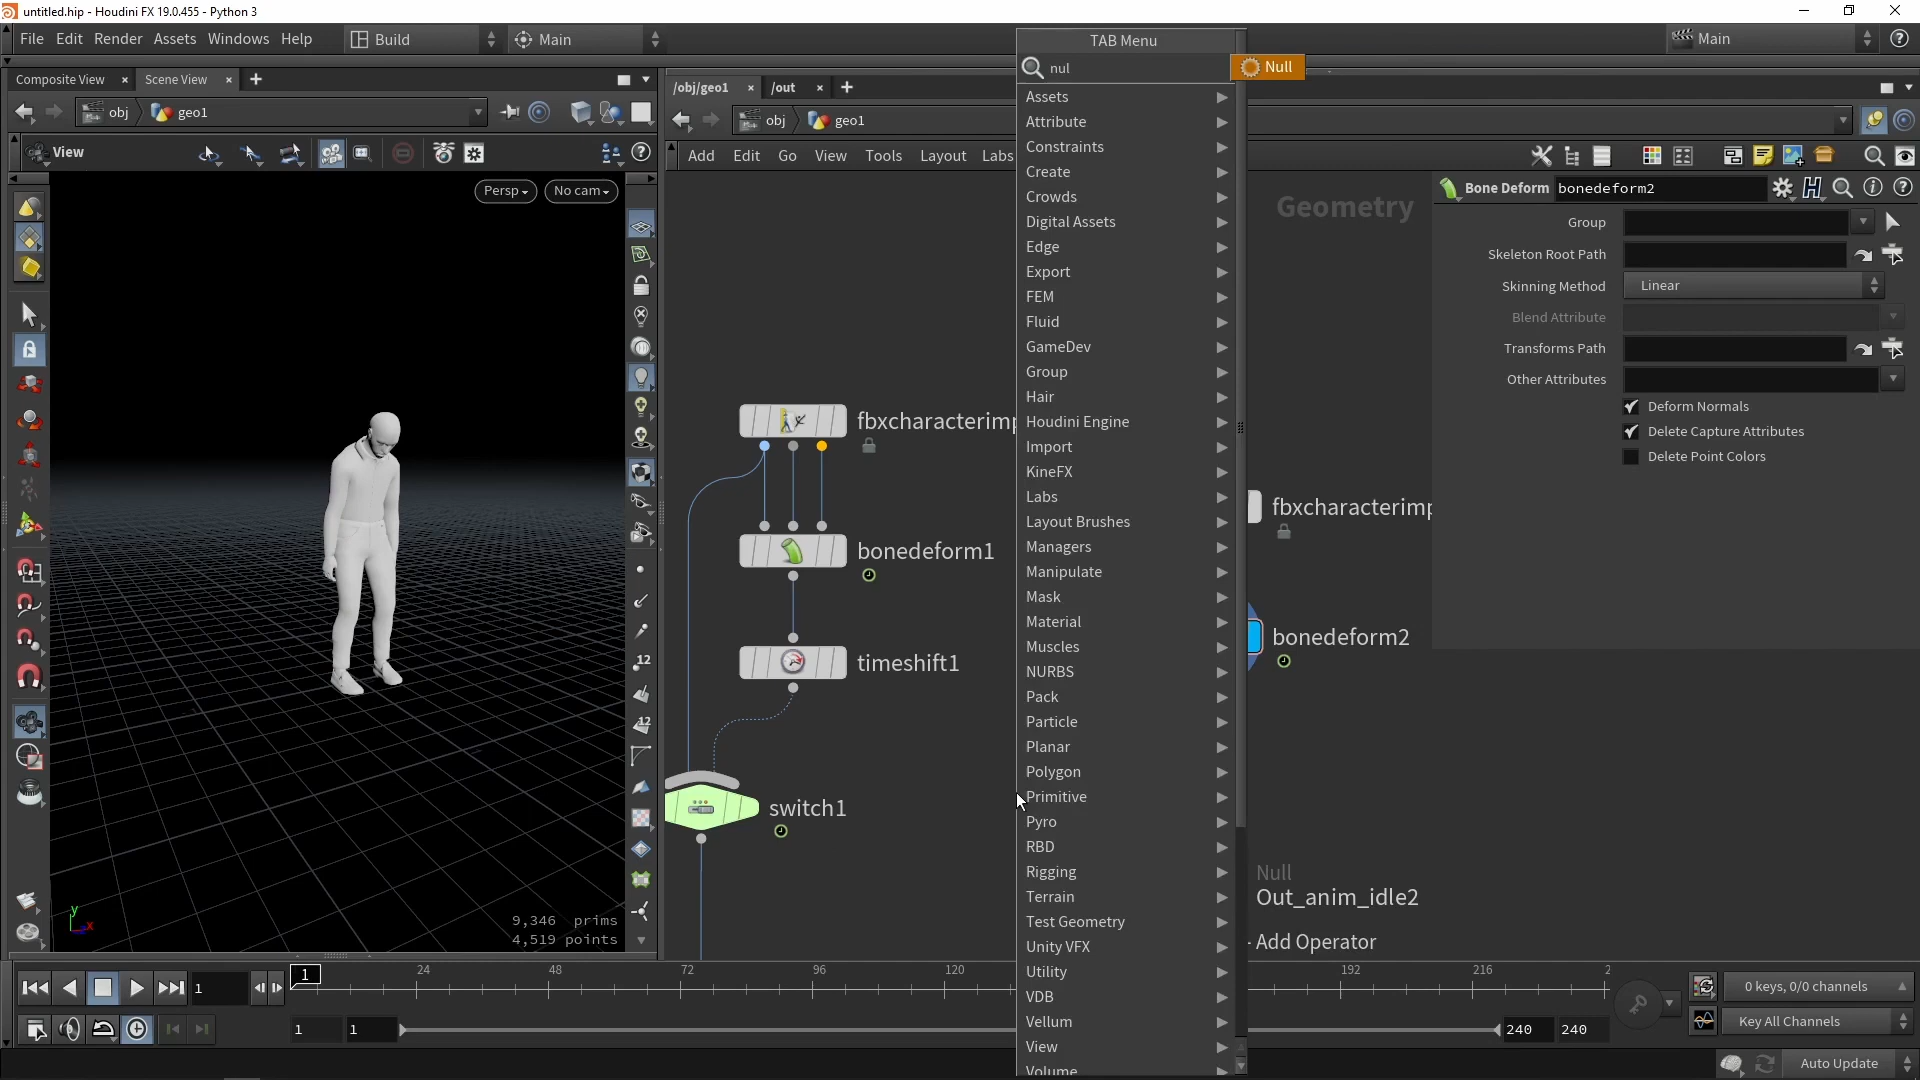 untitled.hip - Houdini FX 19.0.455 - Python 3
File Edit Render Assets Windows Help
Build
Main
Main
Composite View
Scene View
obj
geo1
View
Persp
No cam
12
12
9,346 prims
4,519 points
y
x
/obj/geo1
/out
obj
geo1
Add Edit Go View Tools Layout Labs
fbxcharacterimp
bonedeform1
timeshift1
switch1
TAB Menu
nul
Null
Assets
Attribute
Constraints
Create
Crowds
Digital Assets
Edge
Export
FEM
Fluid
GameDev
Group
Hair
Houdini Engine
Import
KineFX
Labs
Layout Brushes
Managers
Manipulate
Mask
Material
Muscles
NURBS
Pack
Particle
Planar
Polygon
Primitive
Pyro
RBD
Rigging
Terrain
Test Geometry
Unity VFX
Utility
VDB
Vellum
View
Volume
Geometry
fbxcharacterimp
bonedeform2
Null
Out_anim_idle2
- Add Operator
Bone Deform bonedeform2
Group
Skeleton Root Path
Skinning Method Linear
Blend Attribute
Transforms Path
Other Attributes
Deform Normals
Delete Capture Attributes
Delete Point Colors
1
1
24
48
72
96
120
192
216
2
1
1
240
240
0 keys, 0/0 channels
Key All Channels
Auto Update